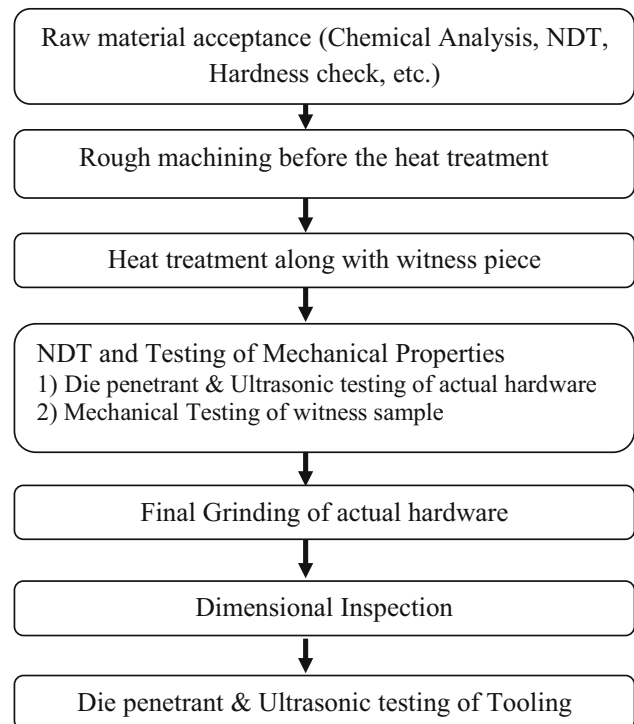 Raw material acceptance (Chemical Analysis, NDT,
Hardness check, etc.)
Rough machining before the heat treatment
Heat treatment along with witness piece
NDT and Testing of Mechanical Properties
1) Die penetrant & Ultrasonic testing of actual hardware
2) Mechanical Testing of witness sample
Final Grinding of actual hardware
Dimensional Inspection
Die penetrant & Ultrasonic testing of Tooling